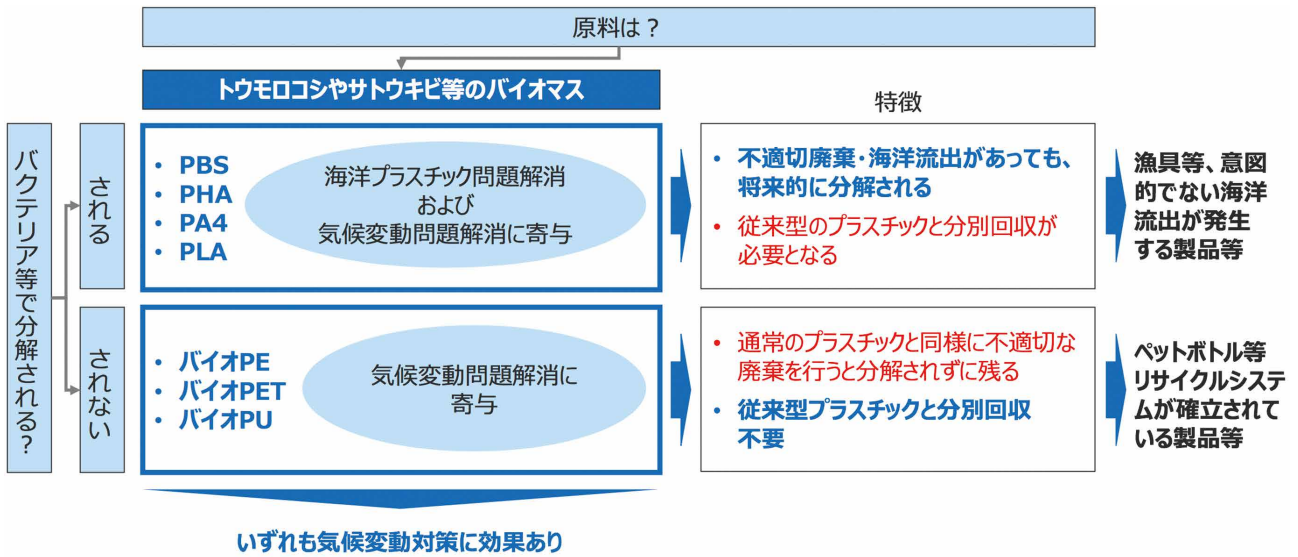 原料は？
トウモロコシやサトウキビ等のバイオマス
特徴
バクテリア等で分解される？
される
• PBS
• PHA
• PA4
• PLA
海洋プラスチック問題解消
および
気候変動問題解消に寄与
• 不適切廃棄・海洋流出があっても、
将来的に分解される
• 従来型のプラスチックと分別回収が
必要となる
漁具等、意図
的でない海洋
流出が発生
する製品等
されない
• バイオPE
• バイオPET
• バイオPU
気候変動問題解消に
寄与
• 通常のプラスチックと同様に不適切な
廃棄を行うと分解されずに残る
• 従来型プラスチックと分別回収
不要
ペットボトル等
リサイクルシステ
ムが確立されて
いる製品等
いずれも気候変動対策に効果あり